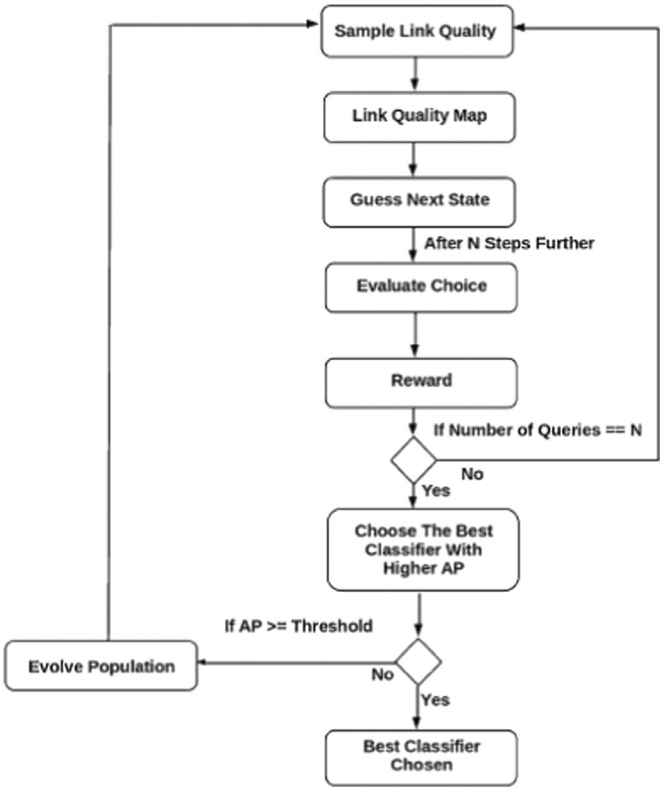 Sample Link Quality
Link Quality Map
Guess Next State
After N Steps Further
Evaluate Choice
Reward
If Number of Queries == N
No
Yes
Choose The Best
Classifier With
Higher AP
If AP >= Threshold
Evolve Population
No
Yes
Best Classifier
Chosen